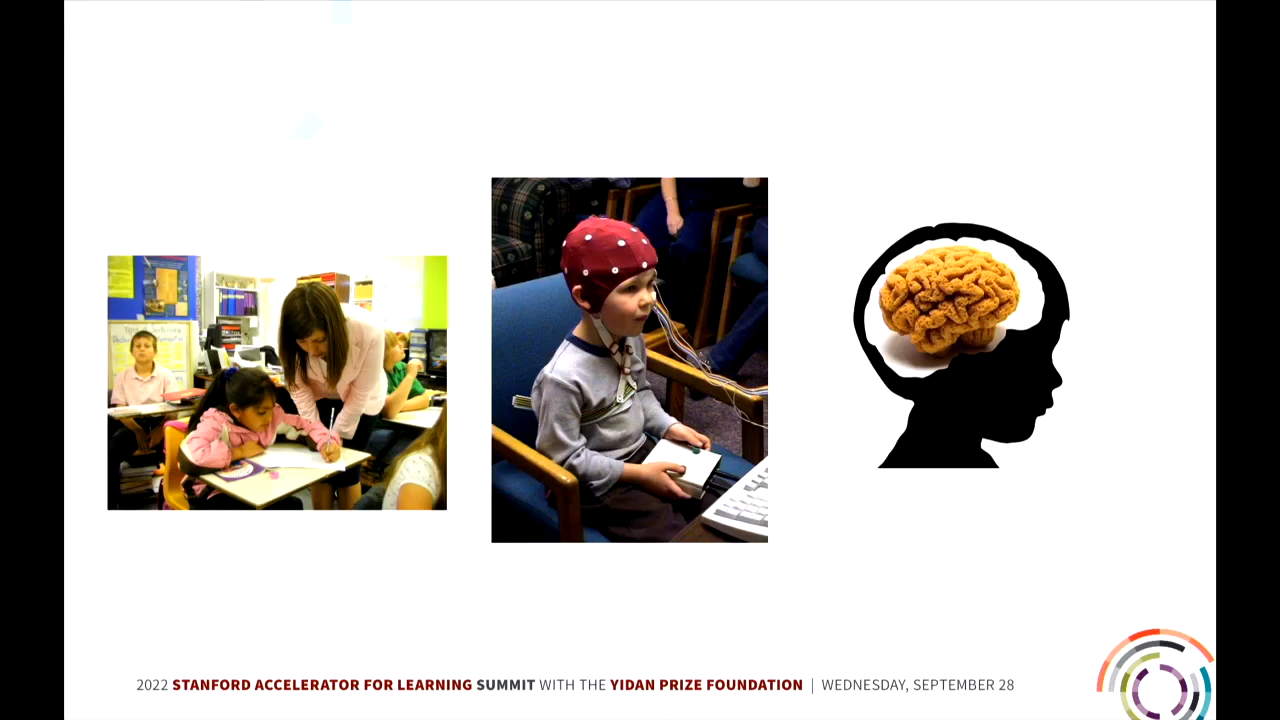 2022 STANFORD ACCELERATOR FOR LEARNING SUMMIT WITH THE YIDAN PRIZE FOUNDATION | WEDNESDAY, SEPTEMBER 28